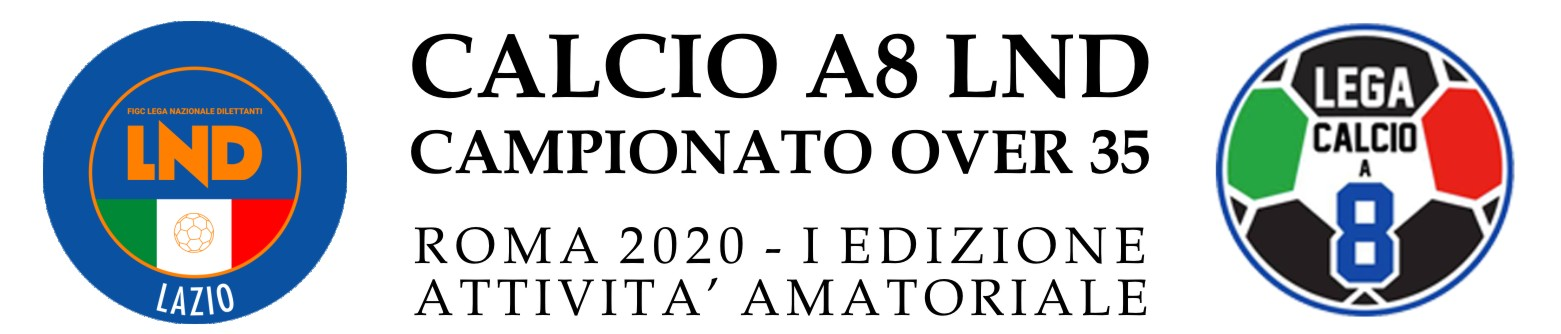 FIGC LEGA NAZIONALE DILETTANTI
LND
LAZIO
CALCIO A8 LND
CAMPIONATO OVER 35
ROMA 2020 - I EDIZIONE
ATTIVITA’ AMATORIALE
LEGA
CALCIO
A
8